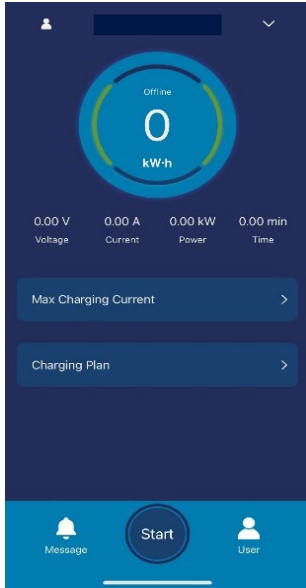 Offline
0
kW·h
0.00 V 0.00 A 0.00 kW 0.00 min
Voltage Current Power Time
Max Charging Current
Charging Plan
Start
Message User